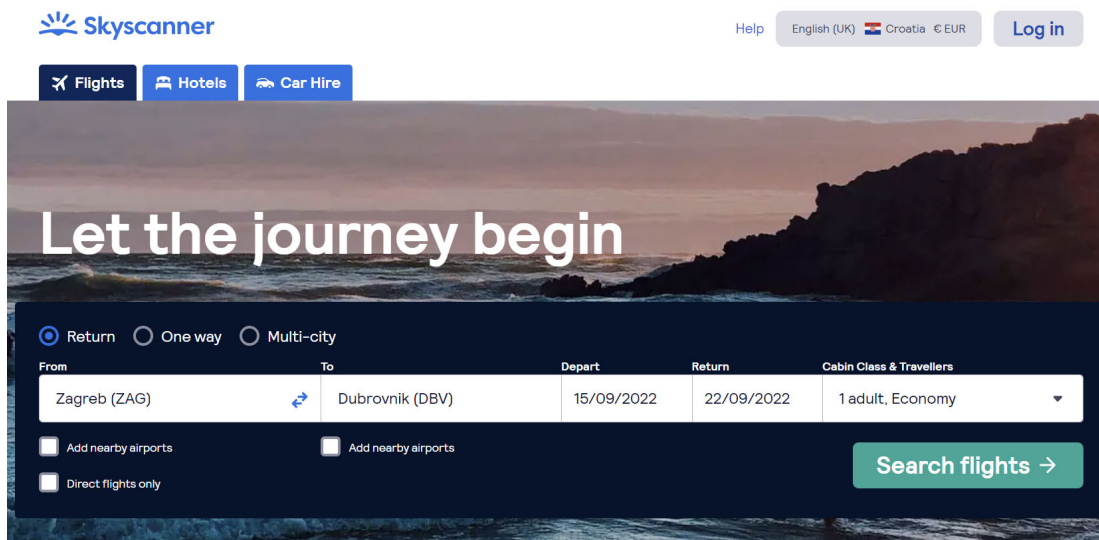 Skyscanner
Help English (UK) Croatia € EUR Log in
Flights Hotels Car Hire
Let the journey begin
Return One way Multi-city
From To Depart Return Cabin Class & Travellers
Zagreb (ZAG) Dubrovnik (DBV) 15/09/2022 22/09/2022 1 adult, Economy
Add nearby airports Add nearby airports
Search flights →
Direct flights only